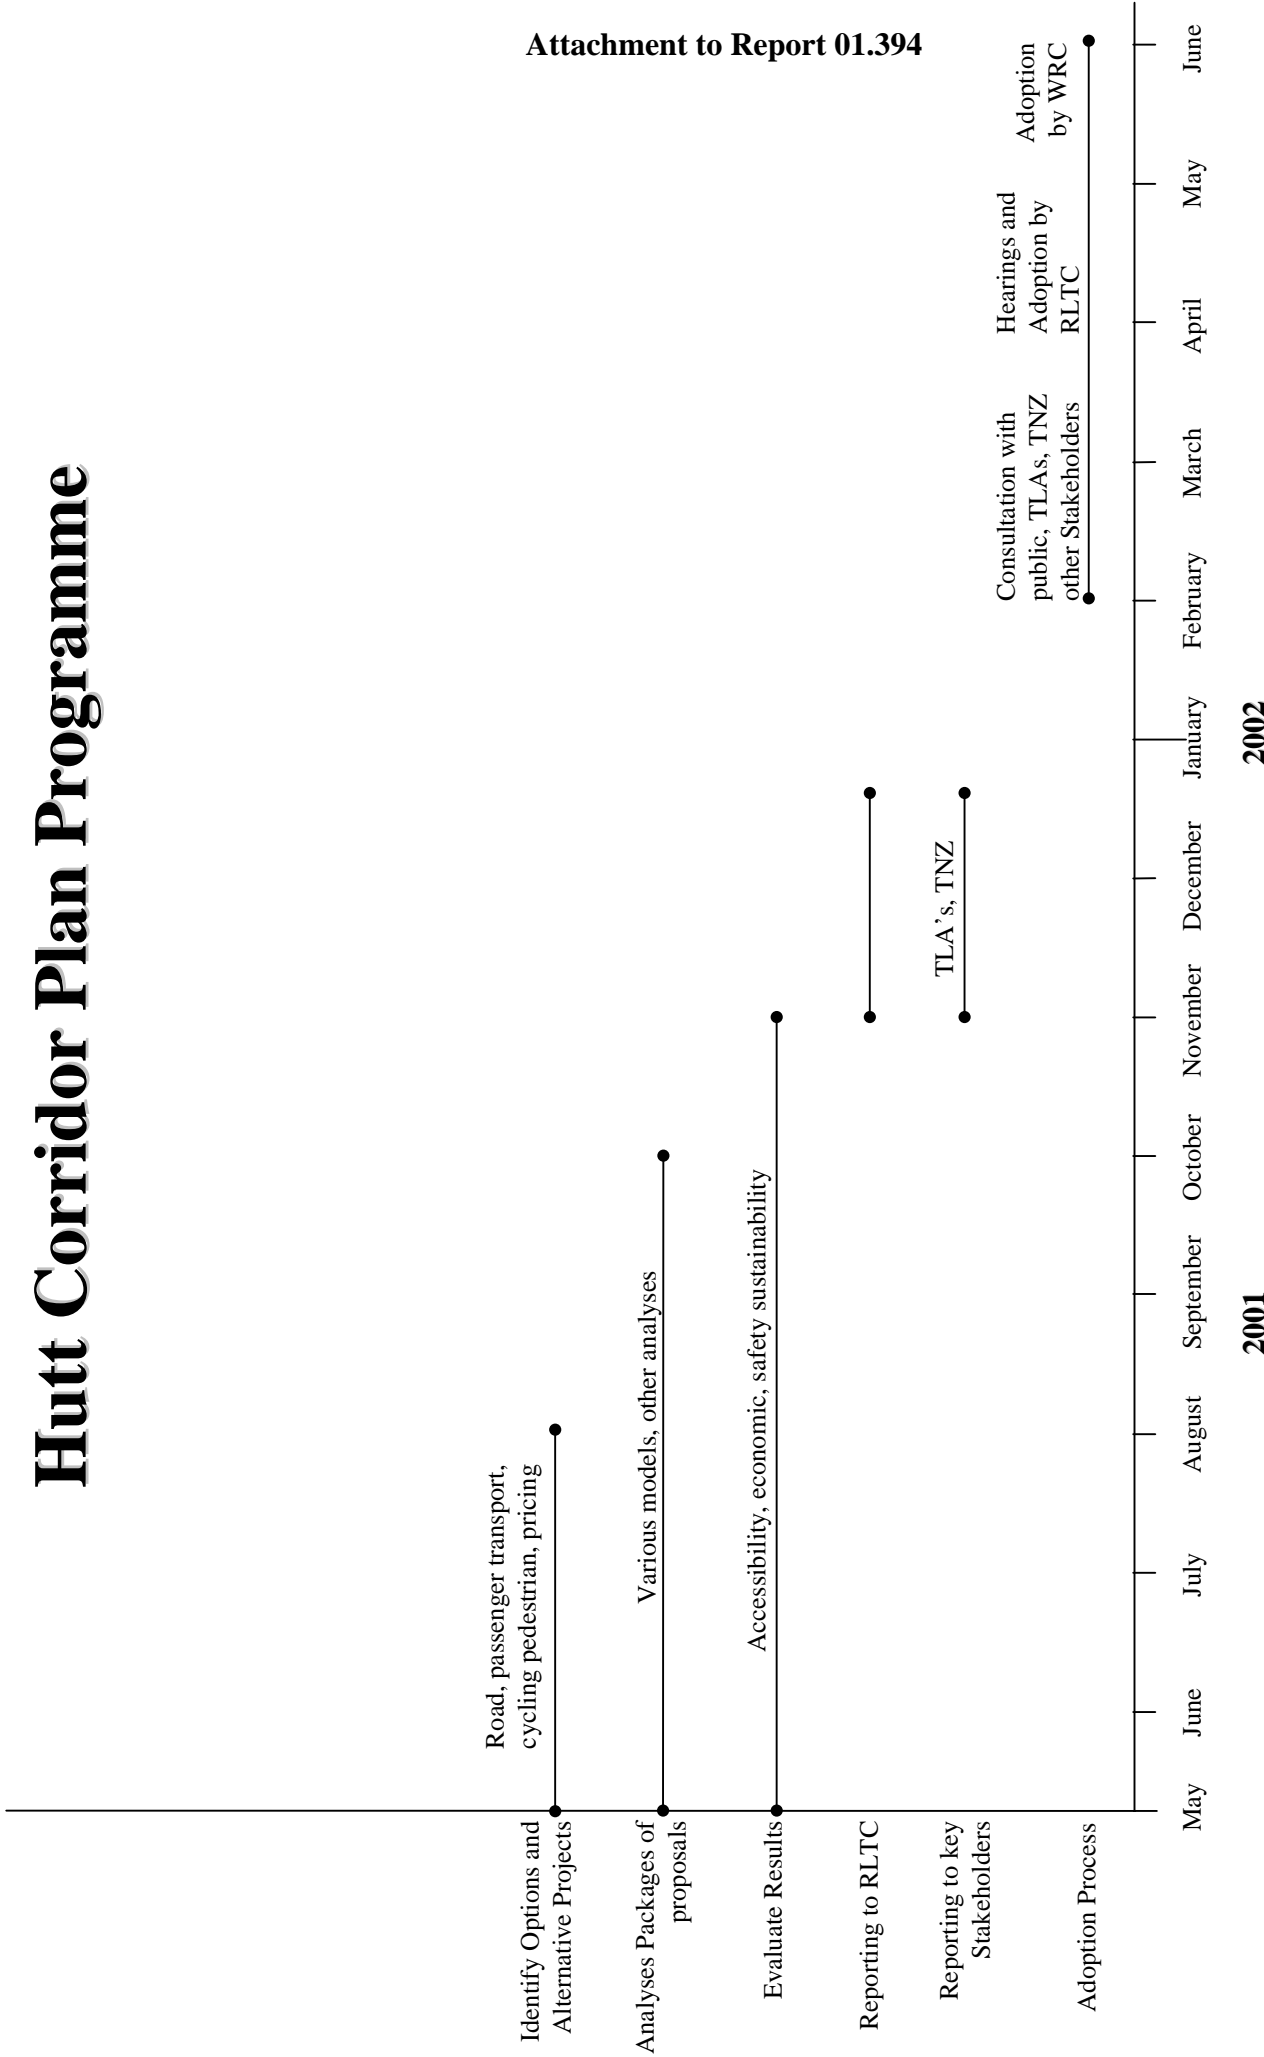 Attachment to Report 01.394
Hutt Corridor Plan Programme
Identify Options and
Alternative Projects
Road, passenger transport,
cycling pedestrian, pricing
Analyses Packages of
proposals
Various models, other analyses
Evaluate Results
Accessibility, economic, safety sustainability
Reporting to RLTC
Reporting to key
Stakeholders
TLA's, TNZ
Adoption Process
Consultation with
public, TLAs, TNZ
other Stakeholders
Hearings and
Adoption by
RLTC
Adoption
by WRC
May
June
July
August
September
October
November
December
January
February
March
April
May
June
2001
2002